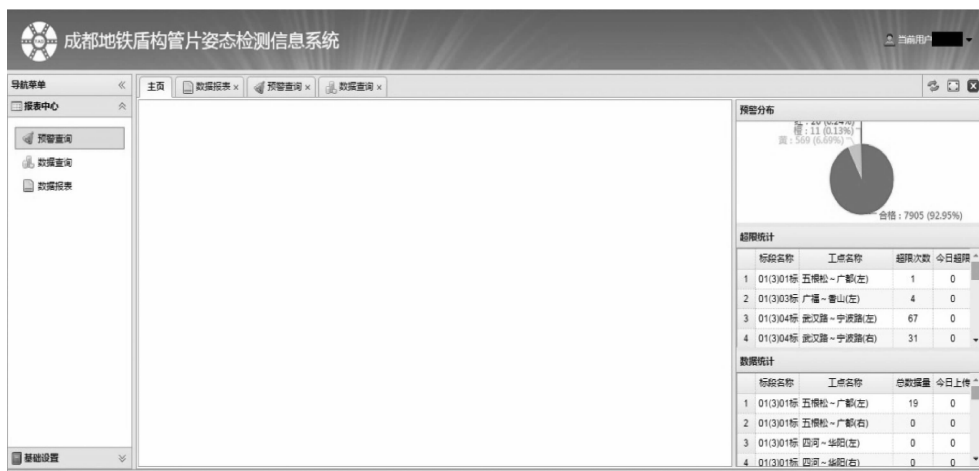 成都地铁盾构管片姿态检测信息系统
当前用户
导航菜单
主页
数据报表 ×
预警查询 ×
数据查询 ×
报表中心
预警查询
数据查询
数据报表
基础设置
预警分布
橙 : 11 (0.13%)
黄 : 569 (6.69%)
合格 : 7905 (92.95%)
超限统计
标段名称 工点名称 超限次数 今日超限
1 01(3)01标 五根松～广都(左) 1 0
2 01(3)03标 广福～香山(左) 4 0
3 01(3)04标 武汉路～宁波路(左) 67 0
4 01(3)04标 武汉路～宁波路(右) 31 0
数据统计
标段名称 工点名称 总数据量 今日上传
1 01(3)01标 五根松～广都(左) 19 0
2 01(3)01标 五根松～广都(右) 0 0
3 01(3)01标 四河～华阳(左) 0 0
4 01(3)01标 四河～华阳(右) 0 0